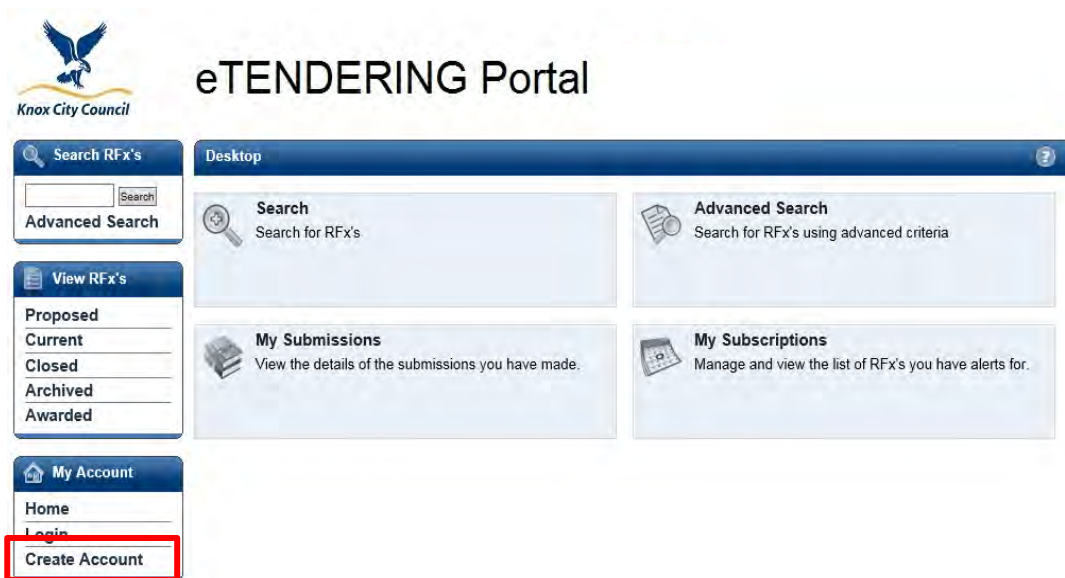 Knox City Council
eTENDERING Portal
Search RFx's
Search
Advanced Search
View RFx's
Proposed
Current
Closed
Archived
Awarded
My Account
Home
Login
Create Account
Desktop
?
Search
Search for RFx's
Advanced Search
Search for RFx's using advanced criteria
My Submissions
View the details of the submissions you have made.
My Subscriptions
Manage and view the list of RFx's you have alerts for.